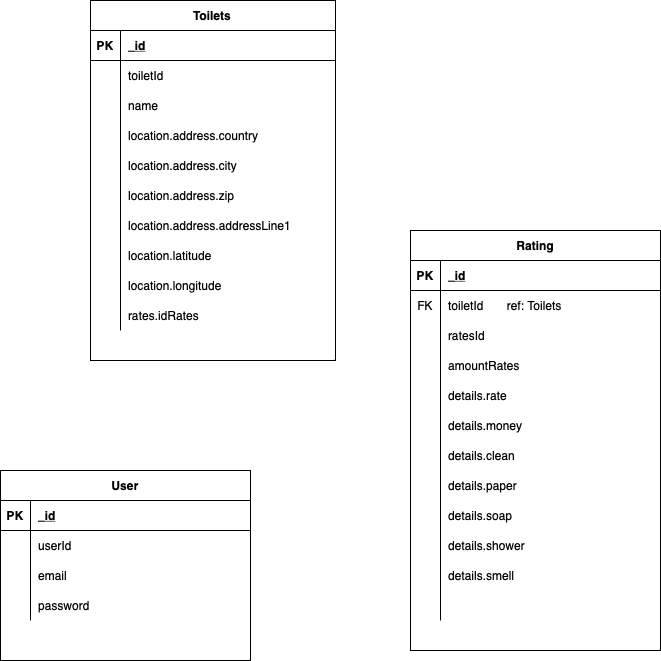 Toilets
PK _id
toiletId
name
location.address.country
location.address.city
location.address.zip
location.address.addressLine1
location.latitude
location.longitude
rates.idRates
Rating
PK _id
FK toiletId ref: Toilets
ratesId
amountRates
details.rate
details.money
details.clean
details.paper
details.soap
details.shower
details.smell
User
PK _id
userId
email
password